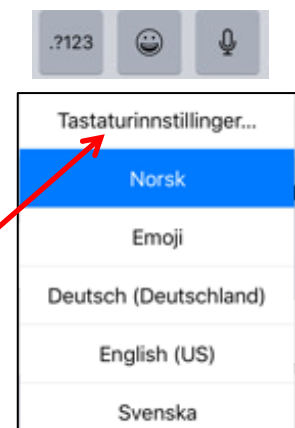 .?123
Tastaturinnstillinger...
Norsk
Emoji
Deutsch (Deutschland)
English (US)
Svenska